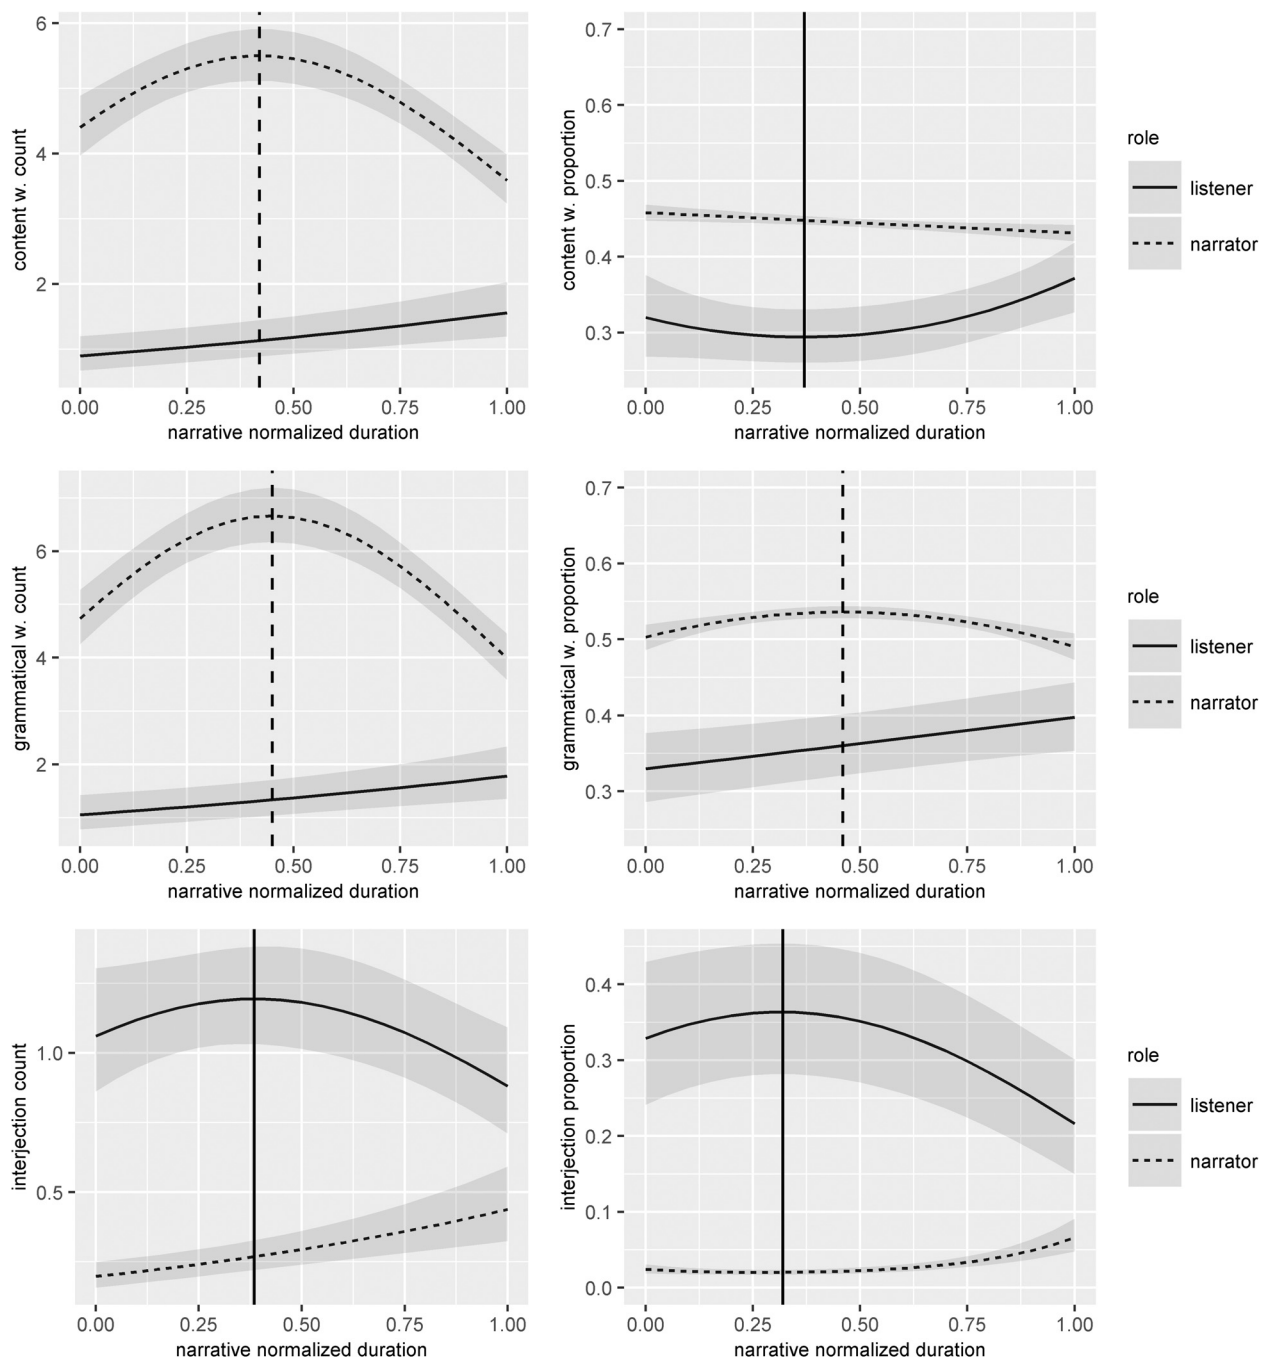 6
4
2
content w. count
0.00 0.25 0.50 0.75 1.00
narrative normalized duration
0.7
0.6
0.5
0.4
0.3
content w. proportion
0.00 0.25 0.50 0.75 1.00
narrative normalized duration
role
listener
narrator
6
4
2
grammatical w. count
0.00 0.25 0.50 0.75 1.00
narrative normalized duration
0.7
0.6
0.5
0.4
0.3
grammatical w. proportion
0.00 0.25 0.50 0.75 1.00
narrative normalized duration
role
listener
narrator
1.0
0.5
interjection count
0.00 0.25 0.50 0.75 1.00
narrative normalized duration
0.4
0.3
0.2
0.1
0.0
interjection proportion
0.00 0.25 0.50 0.75 1.00
narrative normalized duration
role
listener
narrator